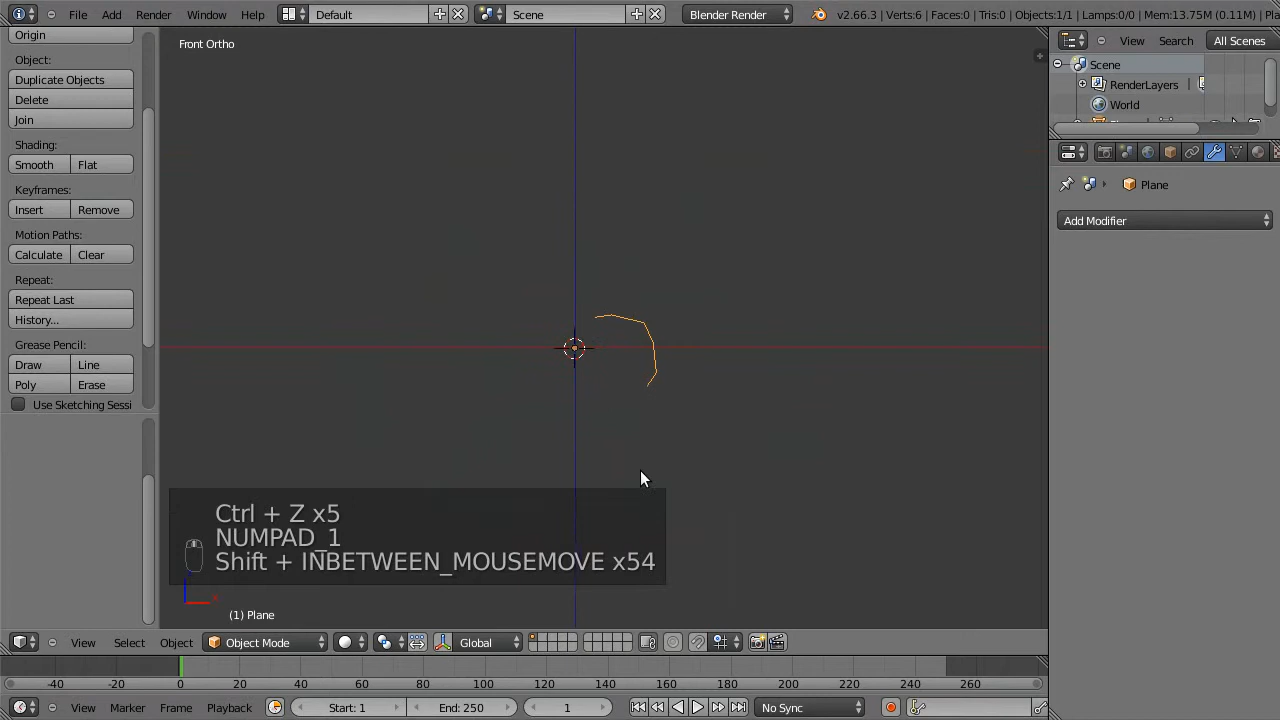 File Add Render Window Help Default Scene Blender Render v2.66.3 | Verts:6 | Faces:0 | Tris:0 | Objects:1/1 | Lamps:0/0 | Mem:13.75M (0.11M) | Pla
Origin
Object:
Duplicate Objects
Delete
Join
Shading:
Smooth Flat
Keyframes:
Insert Remove
Motion Paths:
Calculate Clear
Repeat:
Repeat Last
History...
Grease Pencil:
Draw Line
Poly Erase
Use Sketching Sessi
Front Ortho
Ctrl + Z x5
NUMPAD_1
Shift + INBETWEEN_MOUSEMOVE x54
x
(1) Plane
View Search All Scenes
Scene
RenderLayers |
World
Plane
Add Modifier
View Select Object Object Mode Global
-40 -20 0 20 40 60 80 100 120 140 160 180 200 220 240 260
View Marker Frame Playback Start: 1 End: 250 1 No Sync